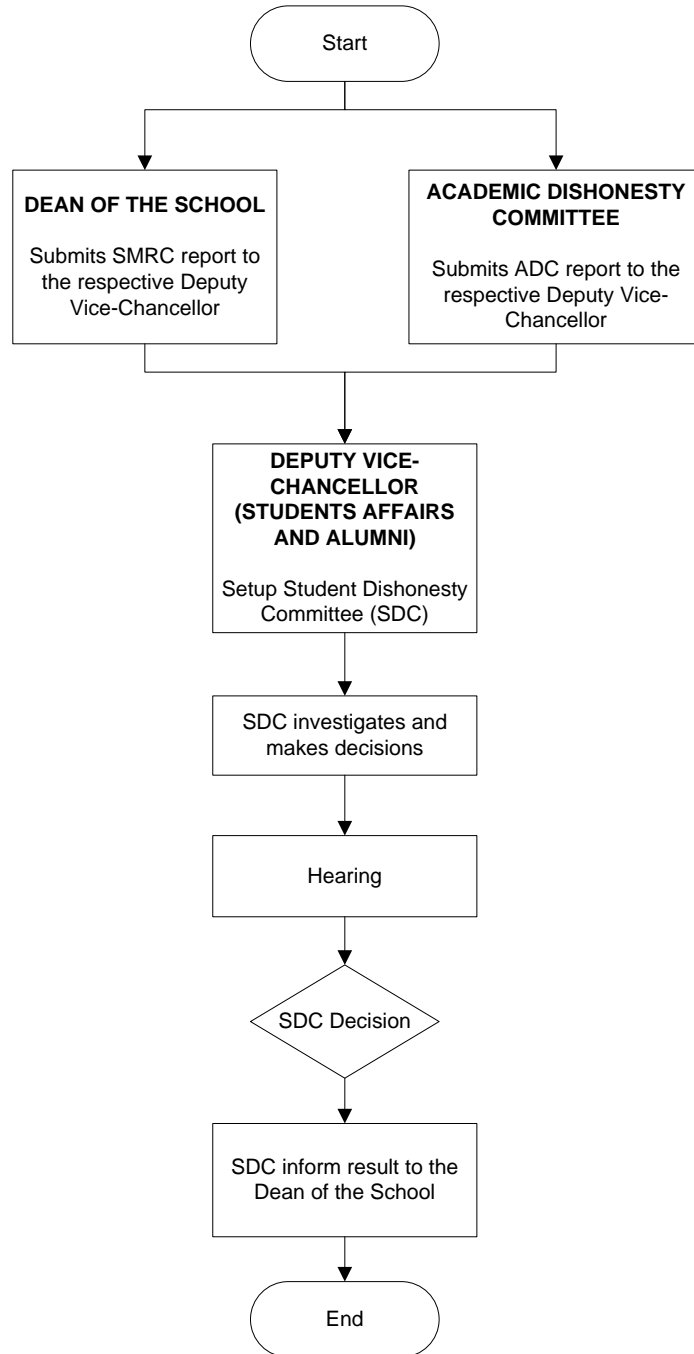 Start
DEAN OF THE SCHOOL
Submits SMRC report to
the respective Deputy
Vice-Chancellor
ACADEMIC DISHONESTY
COMMITTEE
Submits ADC report to the
respective Deputy Vice-
Chancellor
DEPUTY VICE-
CHANCELLOR
(STUDENTS AFFAIRS
AND ALUMNI)
Setup Student Dishonesty
Committee (SDC)
SDC investigates and
makes decisions
Hearing
SDC Decision
SDC inform result to the
Dean of the School
End